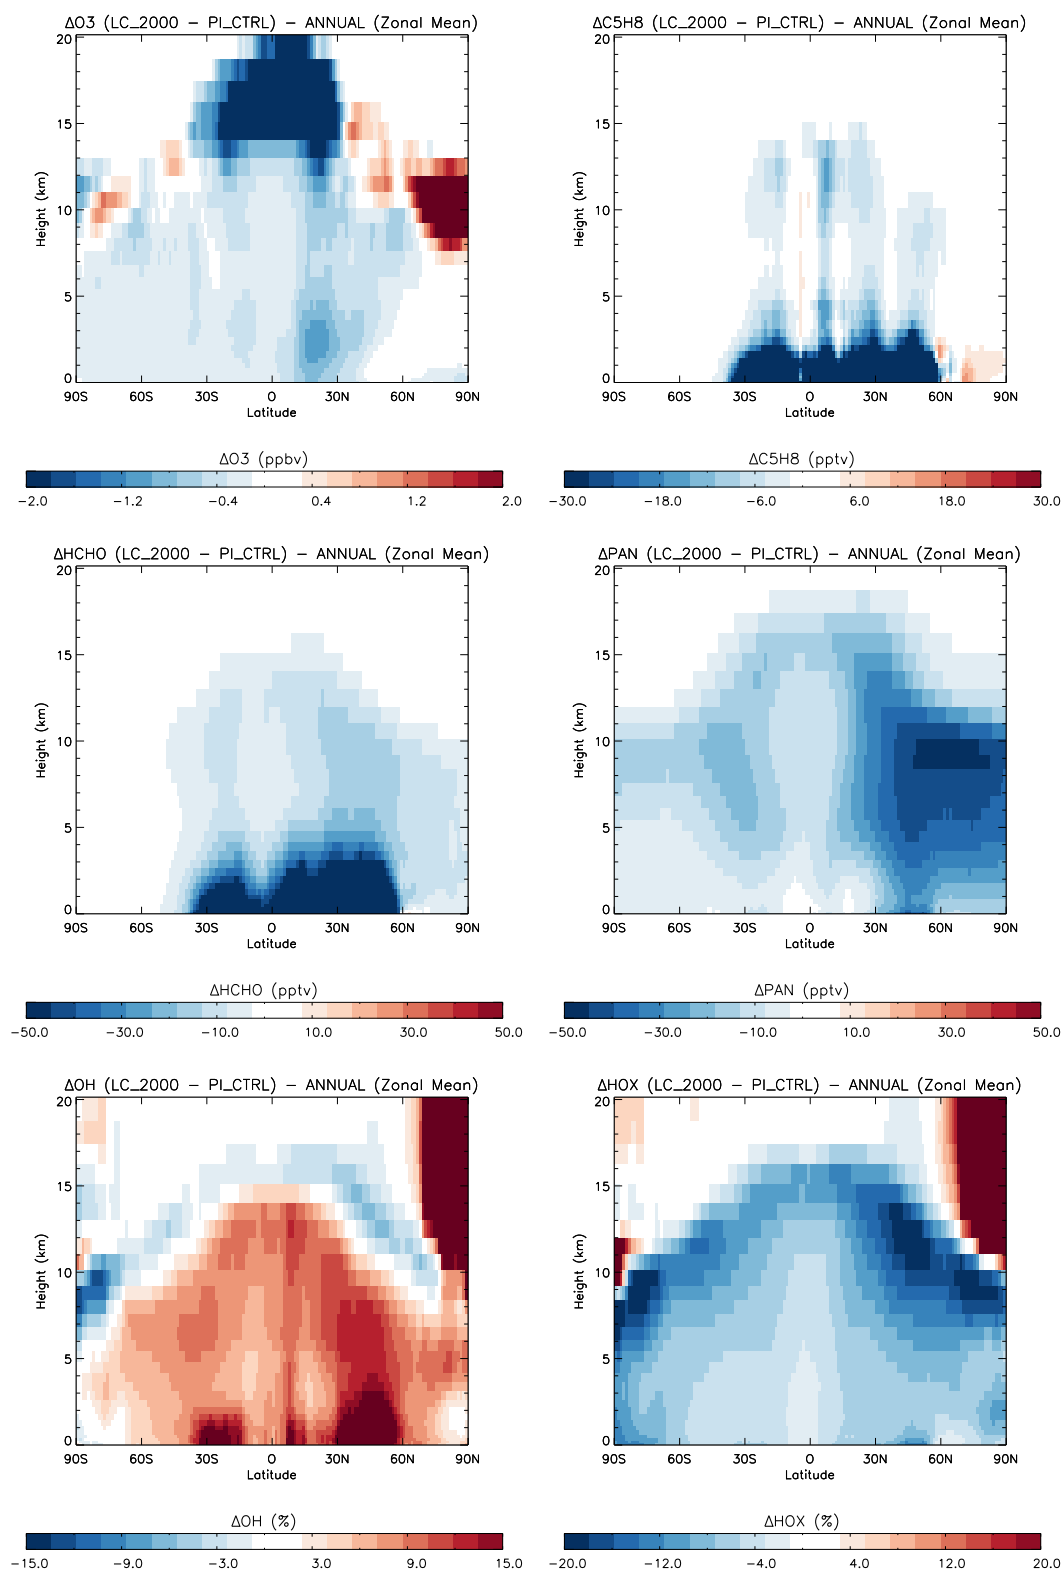 ΔO3 (LC_2000 − PI_CTRL) − ANNUAL (Zonal Mean)
20
15
10
5
0
Height (km)
90S 60S 30S 0 30N 60N 90N
Latitude
ΔO3 (ppbv)
−2.0 −1.2 −0.4 0.4 1.2 2.0
ΔC5H8 (LC_2000 − PI_CTRL) − ANNUAL (Zonal Mean)
20
15
10
5
0
Height (km)
90S 60S 30S 0 30N 60N 90N
Latitude
ΔC5H8 (pptv)
−30.0 −18.0 −6.0 6.0 18.0 30.0
ΔHCHO (LC_2000 − PI_CTRL) − ANNUAL (Zonal Mean)
20
15
10
5
0
Height (km)
90S 60S 30S 0 30N 60N 90N
Latitude
ΔHCHO (pptv)
−50.0 −30.0 −10.0 10.0 30.0 50.0
ΔPAN (LC_2000 − PI_CTRL) − ANNUAL (Zonal Mean)
20
15
10
5
0
Height (km)
90S 60S 30S 0 30N 60N 90N
Latitude
ΔPAN (pptv)
−50.0 −30.0 −10.0 10.0 30.0 50.0
ΔOH (LC_2000 − PI_CTRL) − ANNUAL (Zonal Mean)
20
15
10
5
0
Height (km)
90S 60S 30S 0 30N 60N 90N
Latitude
ΔOH (%)
−15.0 −9.0 −3.0 3.0 9.0 15.0
ΔHOX (LC_2000 − PI_CTRL) − ANNUAL (Zonal Mean)
20
15
10
5
0
Height (km)
90S 60S 30S 0 30N 60N 90N
Latitude
ΔHOX (%)
−20.0 −12.0 −4.0 4.0 12.0 20.0